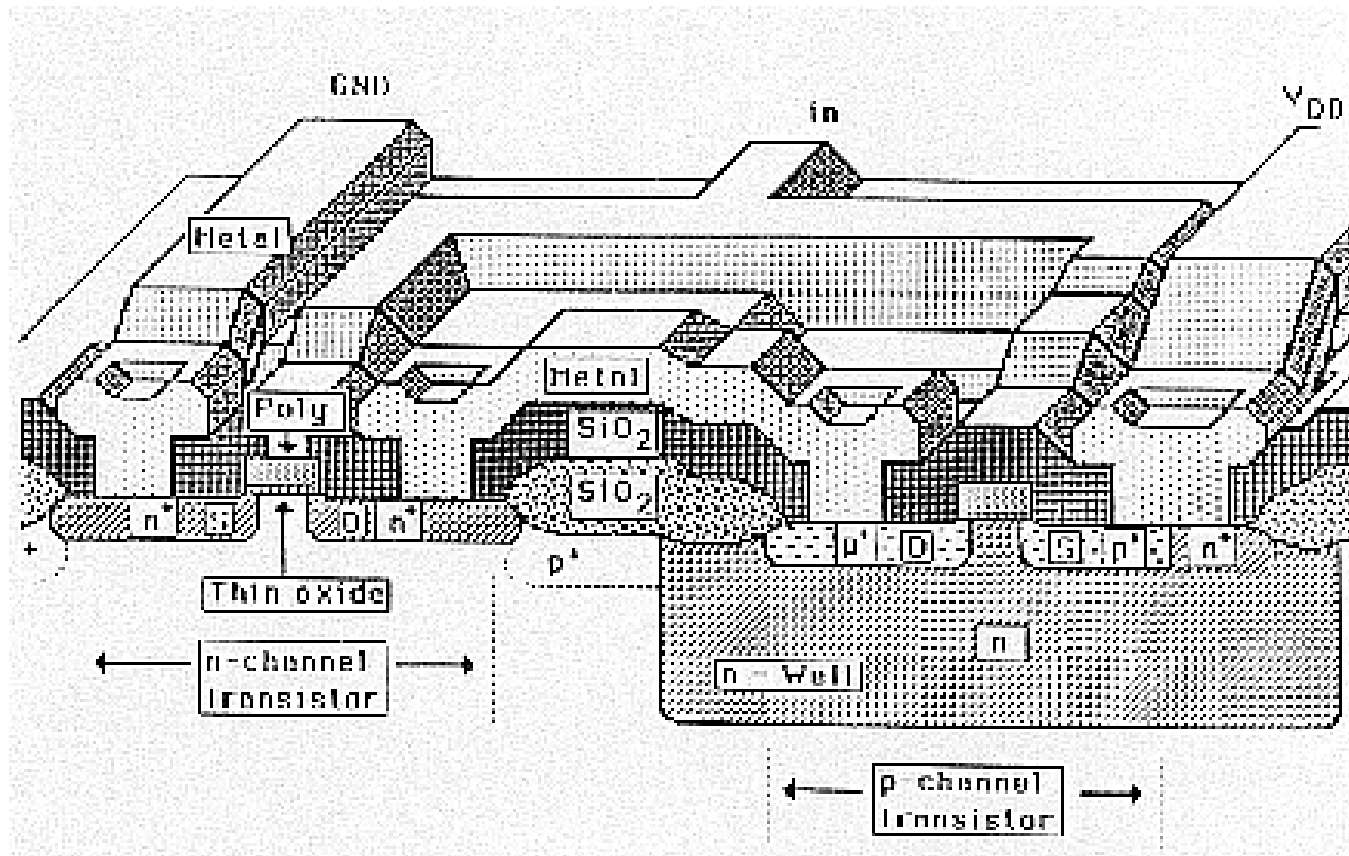 GND
in
VDD
Metal
Metal
Poly
SiO2
SiO2
n+ S D n+
p+ D S p+ n+
+
p+
Thin oxide
n
n-channel
transistor
n - Well
p-channel
transistor